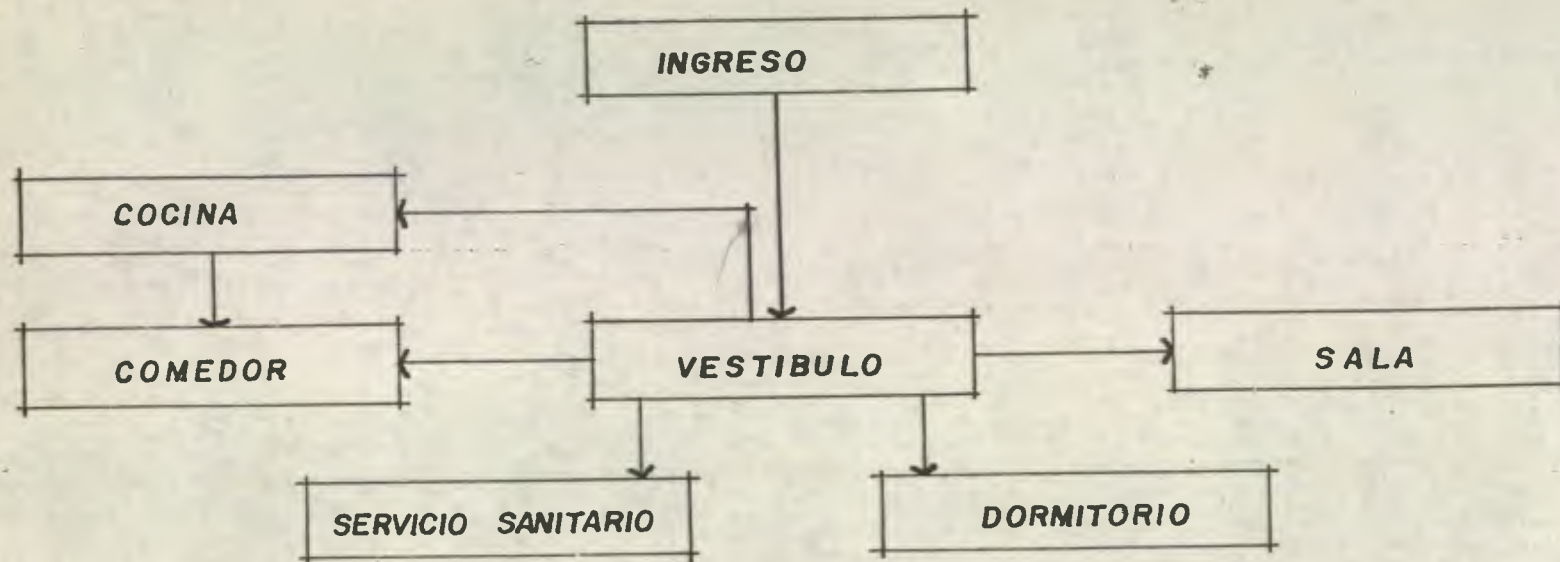 INGRESO
COCINA
COMEDOR
VESTIBULO
SALA
SERVICIO SANITARIO
DORMITORIO